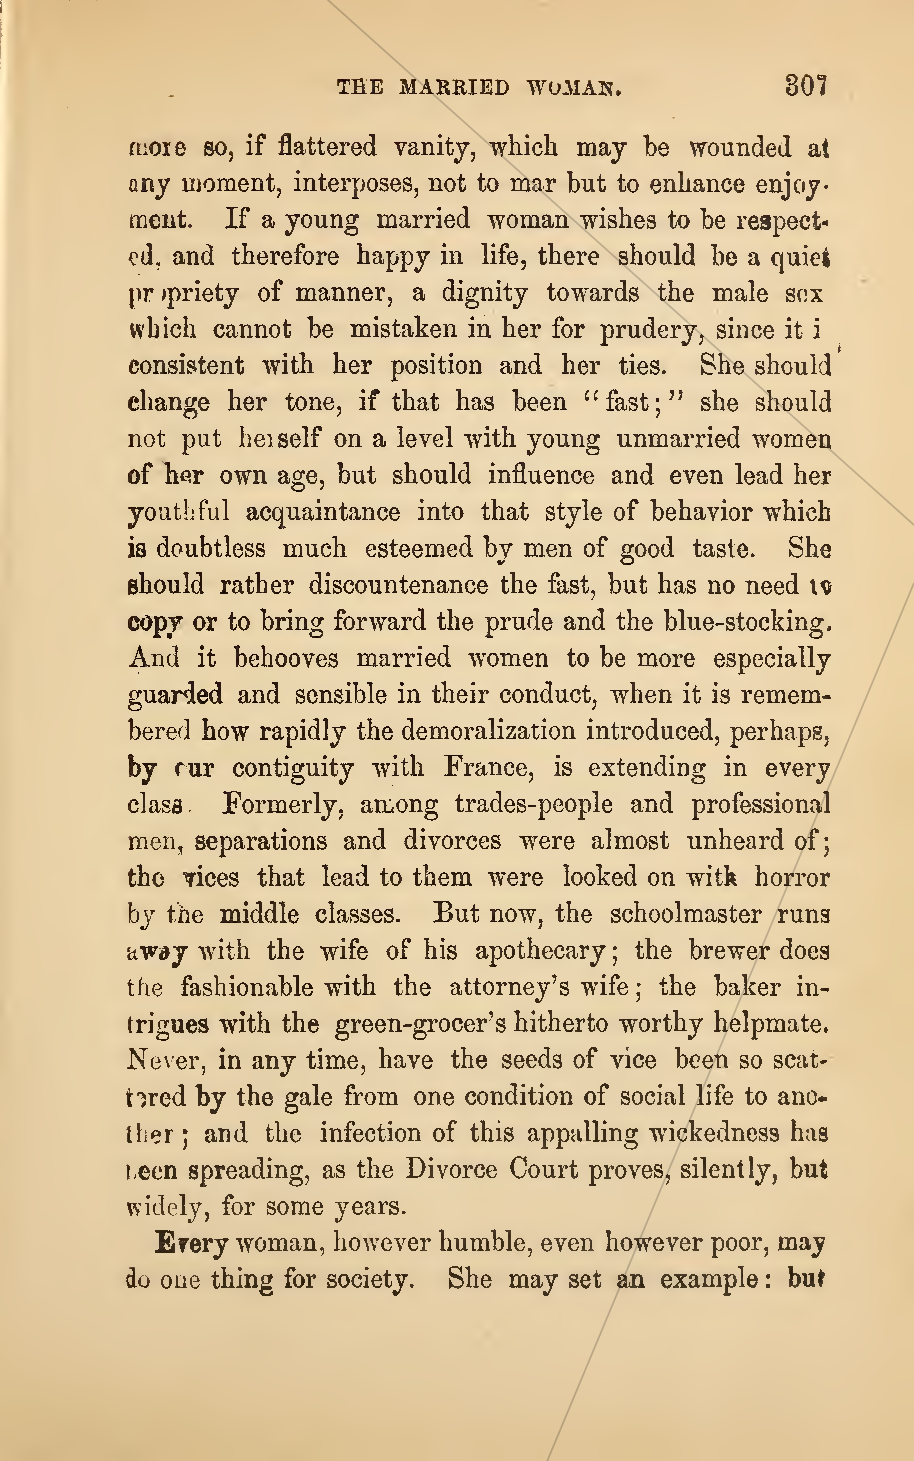 THE MARRIED WOMAN. 307
more so, if flattered vanity, which may be wounded at
any moment, interposes, not to mar but to enhance enjoy-
ment. If a young married woman wishes to be respect-
ed, and therefore happy in life, there should be a quiet
propriety of manner, a dignity towards the male sex
which cannot be mistaken in her for prudery, since it i
consistent with her position and her ties. She should
change her tone, if that has been “fast;” she should
not put herself on a level with young unmarried women
of her own age, but should influence and even lead her
youthful acquaintance into that style of behavior which
is doubtless much esteemed by men of good taste. She
should rather discountenance the fast, but has no need to
copy or to bring forward the prude and the blue-stocking.
And it behooves married women to be more especially
guarded and sensible in their conduct, when it is remem-
bered how rapidly the demoralization introduced, perhaps,
by our contiguity with France, is extending in every
class. Formerly, among trades-people and professional
men, separations and divorces were almost unheard of;
the vices that lead to them were looked on with horror
by the middle classes. But now, the schoolmaster runs
away with the wife of his apothecary; the brewer does
the fashionable with the attorney’s wife; the baker in-
trigues with the green-grocer’s hitherto worthy helpmate.
Never, in any time, have the seeds of vice been so scat-
tered by the gale from one condition of social life to ano-
ther; and the infection of this appalling wickedness has
been spreading, as the Divorce Court proves, silently, but
widely, for some years.
Every woman, however humble, even however poor, may
do one thing for society. She may set an example: but